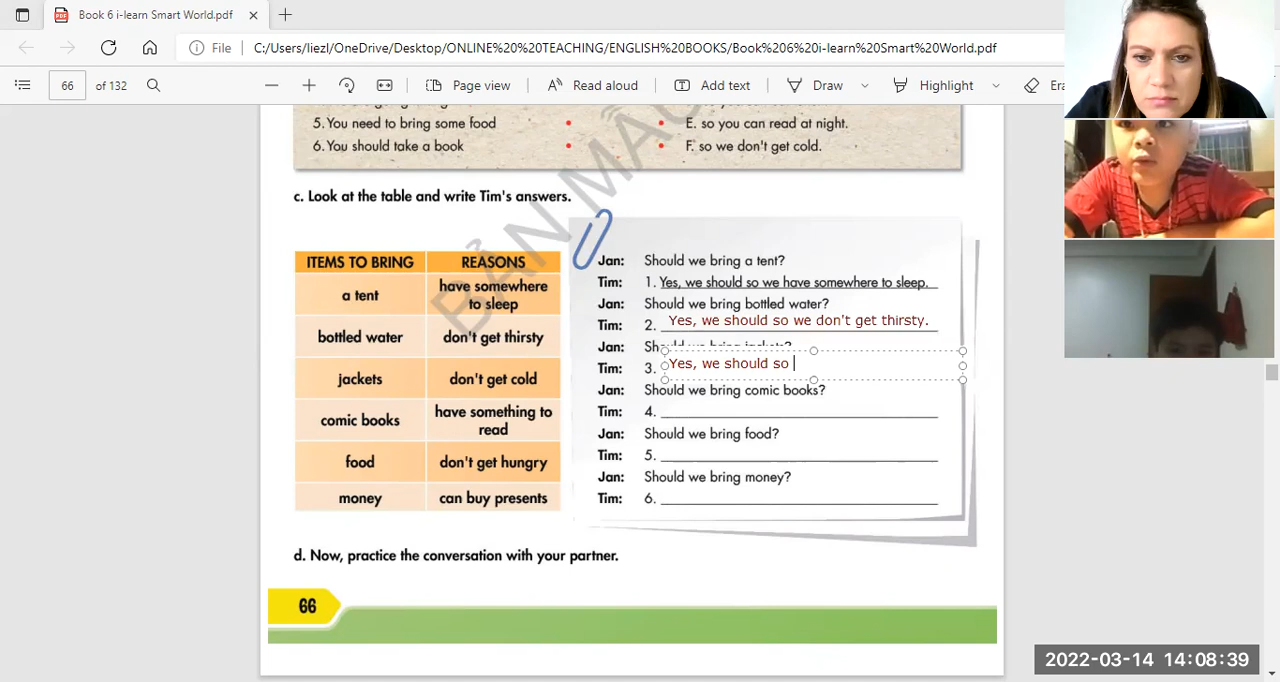 Book 6 i-learn Smart World.pdf
File C:/Users/liezl/OneDrive/Desktop/ONLINE%20%20TEACHING/ENGLISH%20BOOKS/Book%206%20i-learn%20Smart%20World.pdf
66 of 132 Page view Read aloud Add text Draw Highlight
5. You need to bring some food E. so you can read at night.
6. You should take a book F. so we don't get cold.
c. Look at the table and write Tim's answers.
ITEMS TO BRING REASONS
a tent have somewhere to sleep
bottled water don't get thirsty
jackets don't get cold
comic books have something to read
food don't get hungry
money can buy presents
Jan: Should we bring a tent?
Tim: 1. Yes, we should so we have somewhere to sleep.
Jan: Should we bring bottled water?
Tim: 2. Yes, we should so we don't get thirsty.
Jan: Should we bring jackets?
Tim: 3. Yes, we should so
Jan: Should we bring comic books?
Tim: 4.
Jan: Should we bring food?
Tim: 5.
Jan: Should we bring money?
Tim: 6.
d. Now, practice the conversation with your partner.
66
BẢN MẪU
2022-03-14 14:08:39